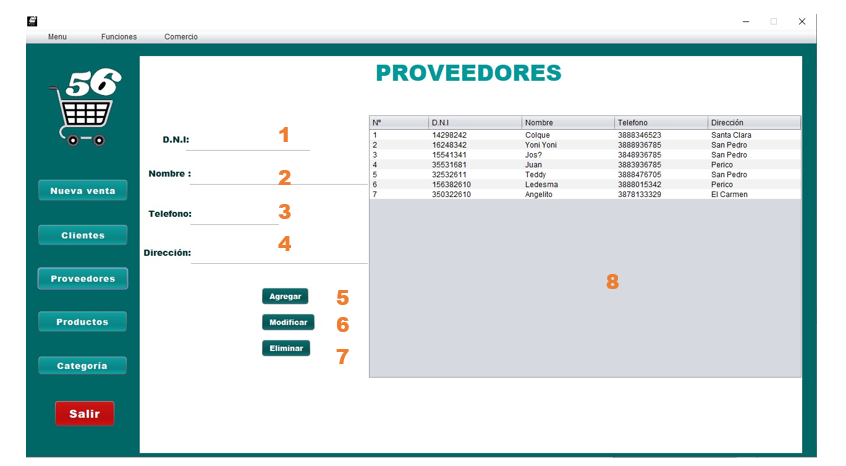 56
Menu Funciones Comercio
56
PROVEEDORES
D.N.I: 1
Nombre : 2
Telefono: 3
Dirección: 4
Agregar 5
Modificar 6
Eliminar 7
Nº D.N.I Nombre Telefono Dirección
1 14298242 Colque 3888346523 Santa Clara
2 16248342 Yoni Yoni 3888936785 San Pedro
3 15541341 Jos? 3848936785 San Pedro
4 35531681 Juan 3883936785 Perico
5 32532611 Teddy 3888476705 San Pedro
6 156382610 Ledesma 3888015342 Perico
7 350322610 Angelito 3878133329 El Carmen
8
Nueva venta
Clientes
Proveedores
Productos
Categoría
Salir